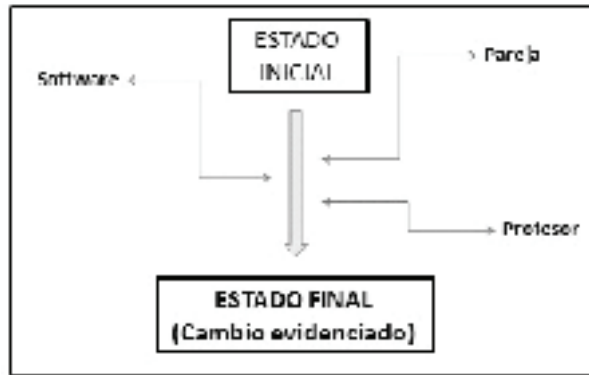 ESTADO
INICIAL
Pareja
Software
Profesor
ESTADO FINAL
(Cambio evidenciado)